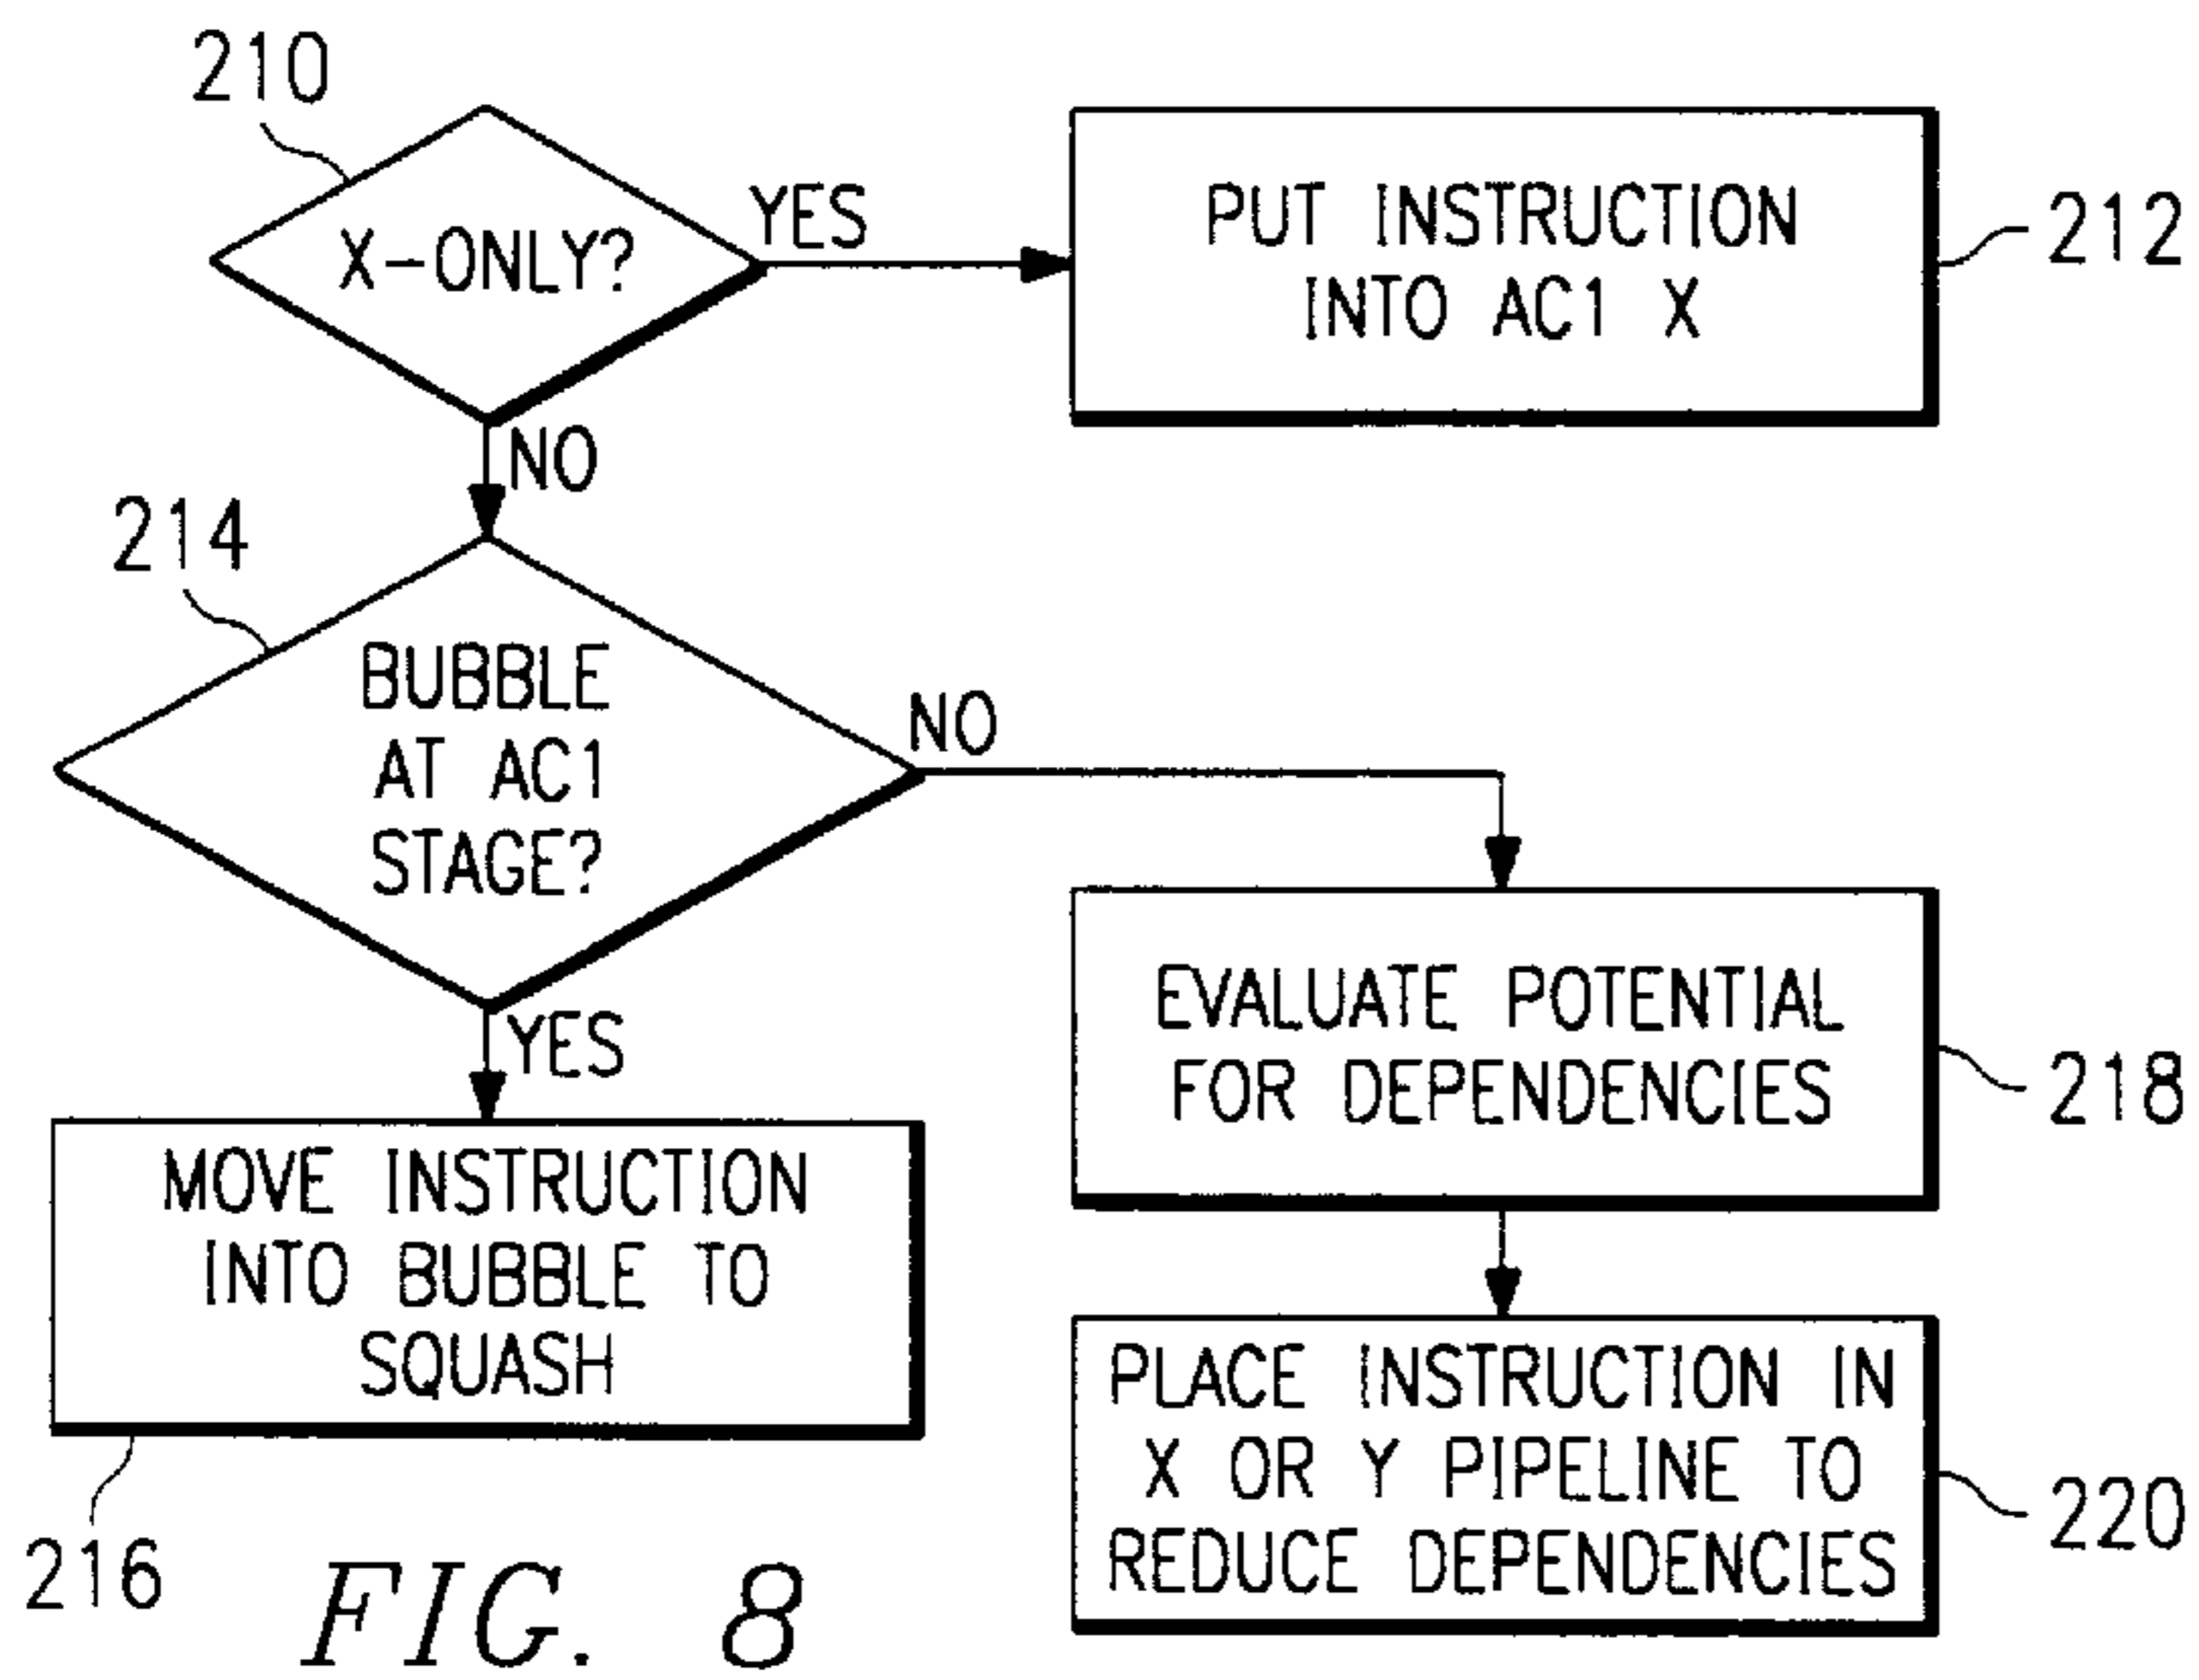 210
X-ONLY?
YES
PUT INSTRUCTION
INTO AC1 X
212
NO
214
BUBBLE
AT AC1
STAGE?
NO
YES
EVALUATE POTENTIAL
FOR DEPENDENCIES
218
MOVE INSTRUCTION
INTO BUBBLE TO
SQUASH
216
PLACE INSTRUCTION IN
X OR Y PIPELINE TO
REDUCE DEPENDENCIES
220
FIG. 8